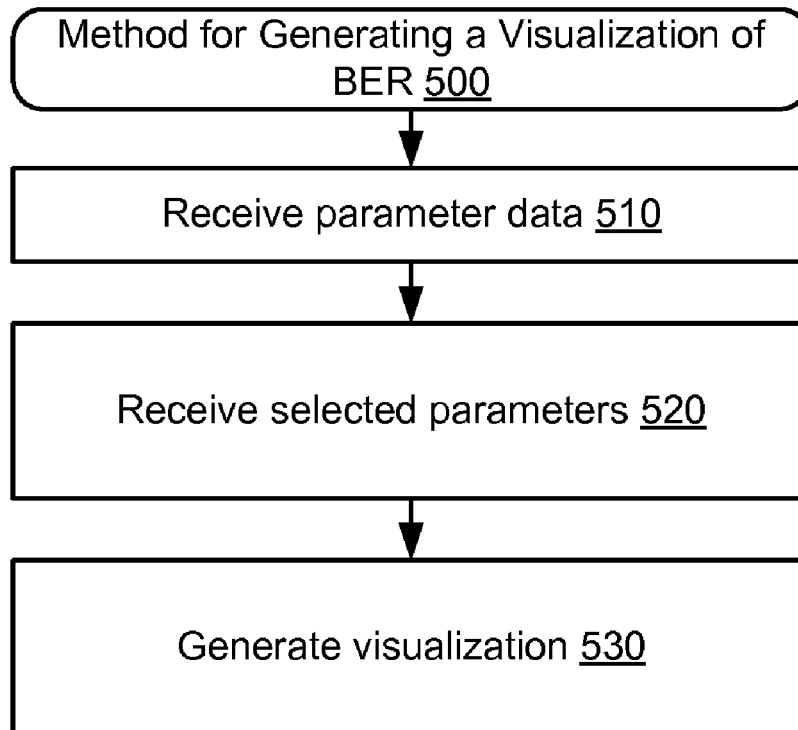 Method for Generating a Visualization of
BER 500
Receive parameter data 510
Receive selected parameters 520
Generate visualization 530